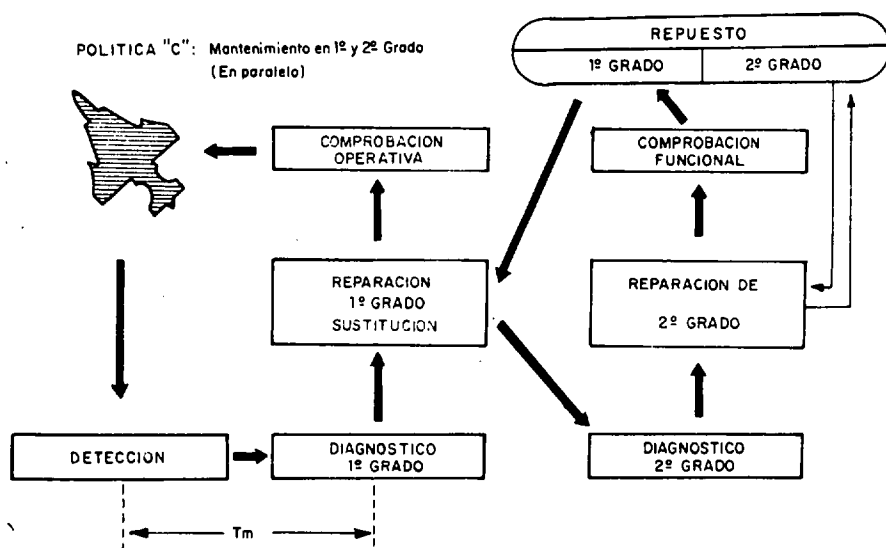 POLITICA "C": Mantenimiento en 1º y 2º Grado
(En paralelo)
REPUESTO
1º GRADO
2º GRADO
COMPROBACION
OPERATIVA
COMPROBACION
FUNCIONAL
REPARACION
1º GRADO
SUSTITUCIÓN
REPARACION DE
2º GRADO
DETECCION
DIAGNOSTICO
1º GRADO
DIAGNOSTICO
2º GRADO
Tm